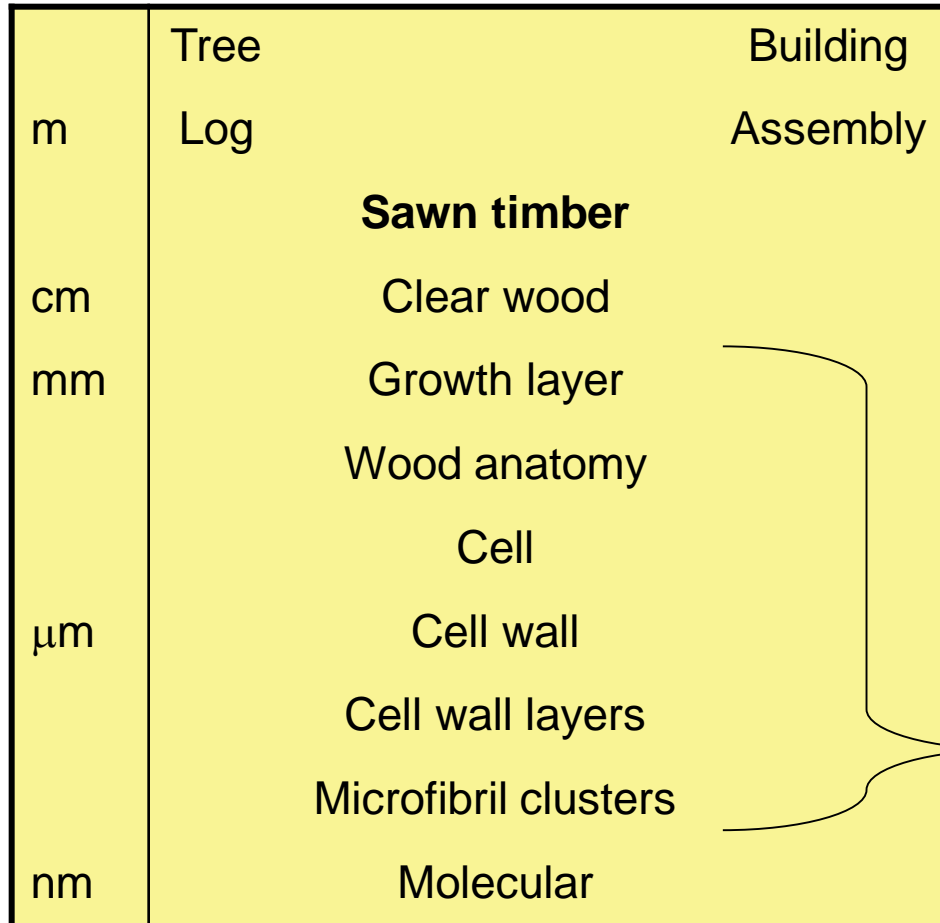 Tree Building
m Log Assembly
Sawn timber
cm Clear wood
mm Growth layer
Wood anatomy
Cell
μm Cell wall
Cell wall layers
Microfibril clusters
nm Molecular